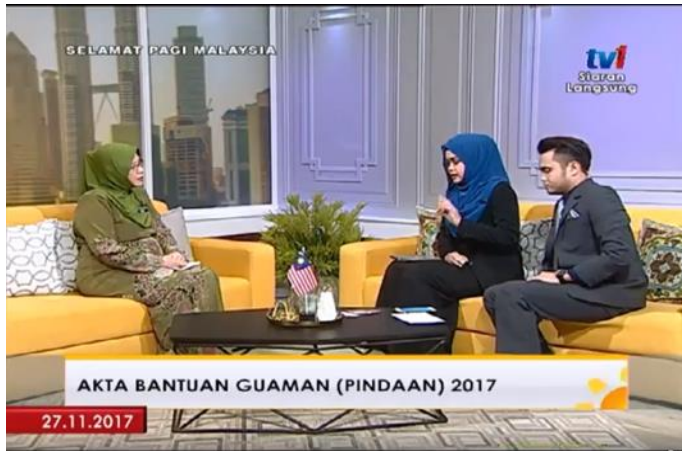 SELAMAT PAGI MALAYSIA
tv1
Siaran
Langsung
AKTA BANTUAN GUAMAN (PINDAAN) 2017
27.11.2017